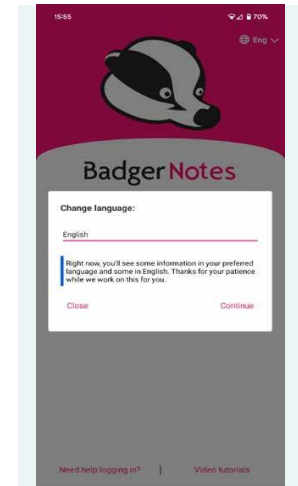 15:55 70%
Eng
BadgerNotes
Change language:
English
Right now, you'll see some information in your preferred
language and some in English. Thanks for your patience
while we work on this for you.
Close Continue
Need help logging in? | Video tutorials